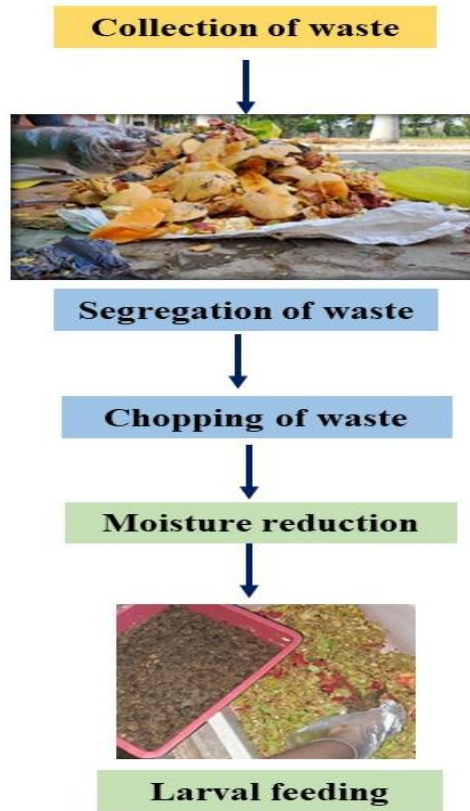 Collection of waste
Segregation of waste
Chopping of waste
Moisture reduction
Larval feeding